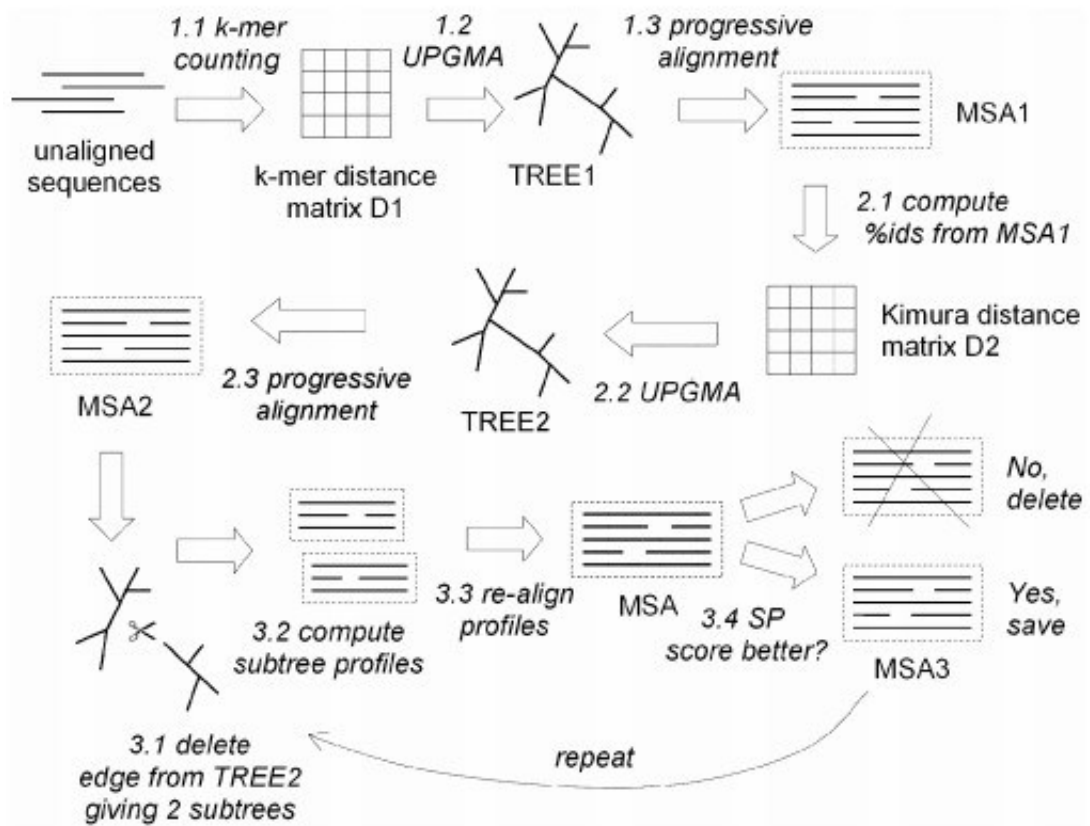 1.1 k-mer
counting
1.2
UPGMA
1.3 progressive
alignment
unaligned
sequences
k-mer distance
matrix D1
TREE1
MSA1
2.1 compute
%ids from MSA1
Kimura distance
matrix D2
2.2 UPGMA
TREE2
2.3 progressive
alignment
MSA2
3.1 delete
edge from TREE2
giving 2 subtrees
3.2 compute
subtree profiles
3.3 re-align
profiles
MSA
3.4 SP
score better?
No,
delete
Yes,
save
MSA3
repeat